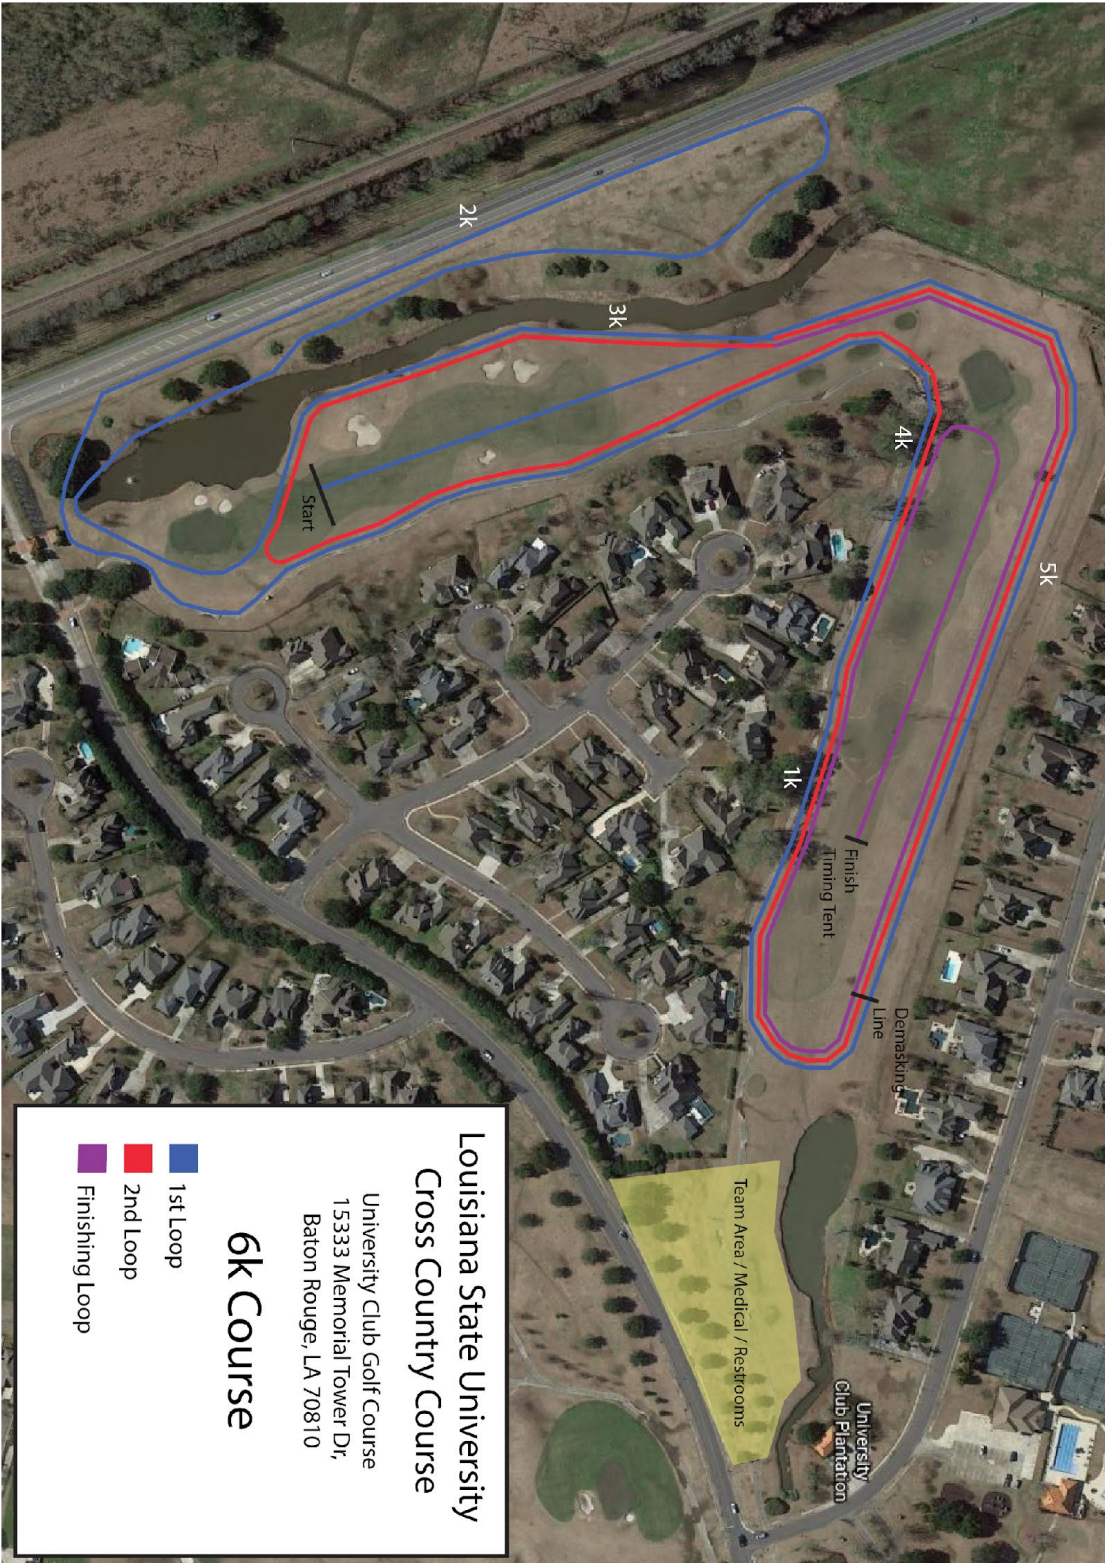 Louisiana State University
Cross Country Course
University Club Golf Course
15333 Memorial Tower Dr,
Baton Rouge, LA 70810
6k Course
1st Loop
2nd Loop
Finishing Loop
Start
1k
2k
3k
4k
5k
Finish
Timing Tent
Demasking
Line
Team Area / Medical / Restrooms
University
Club Plantation